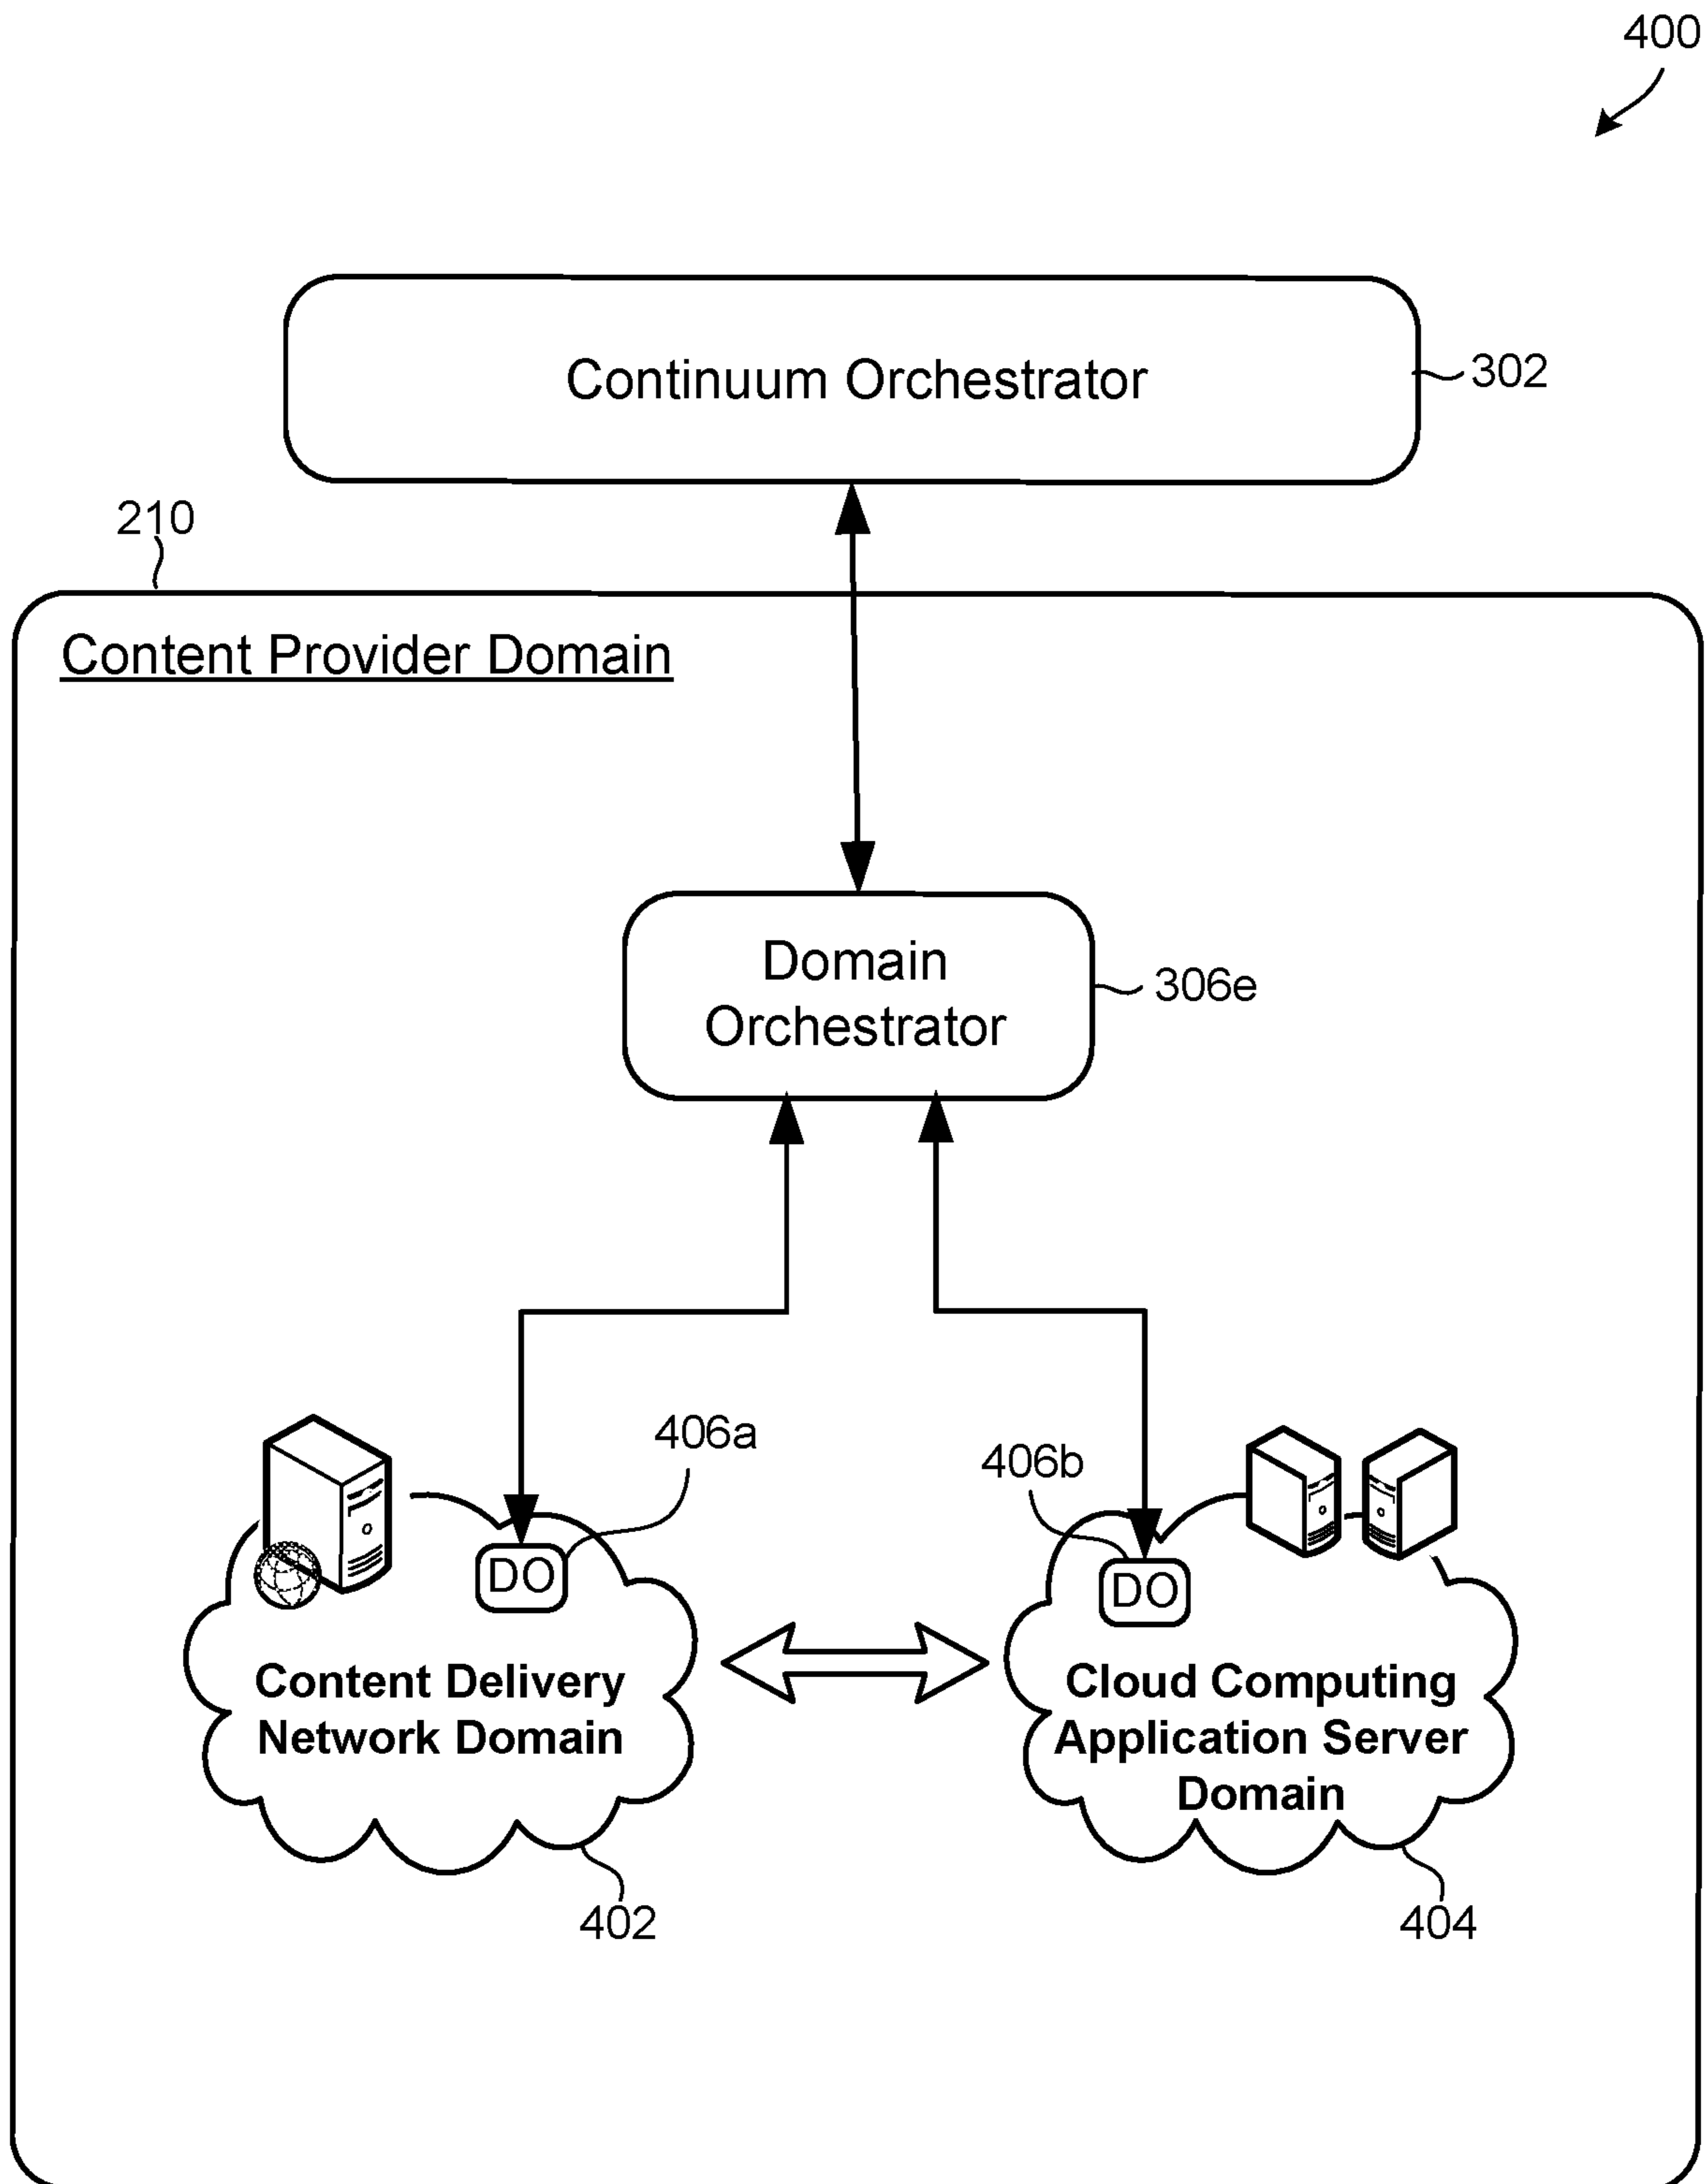 400
Continuum Orchestrator
302
210
Content Provider Domain
Domain
Orchestrator
306e
406a
406b
DO
DO
Content Delivery
Network Domain
Cloud Computing
Application Server
Domain
402
404